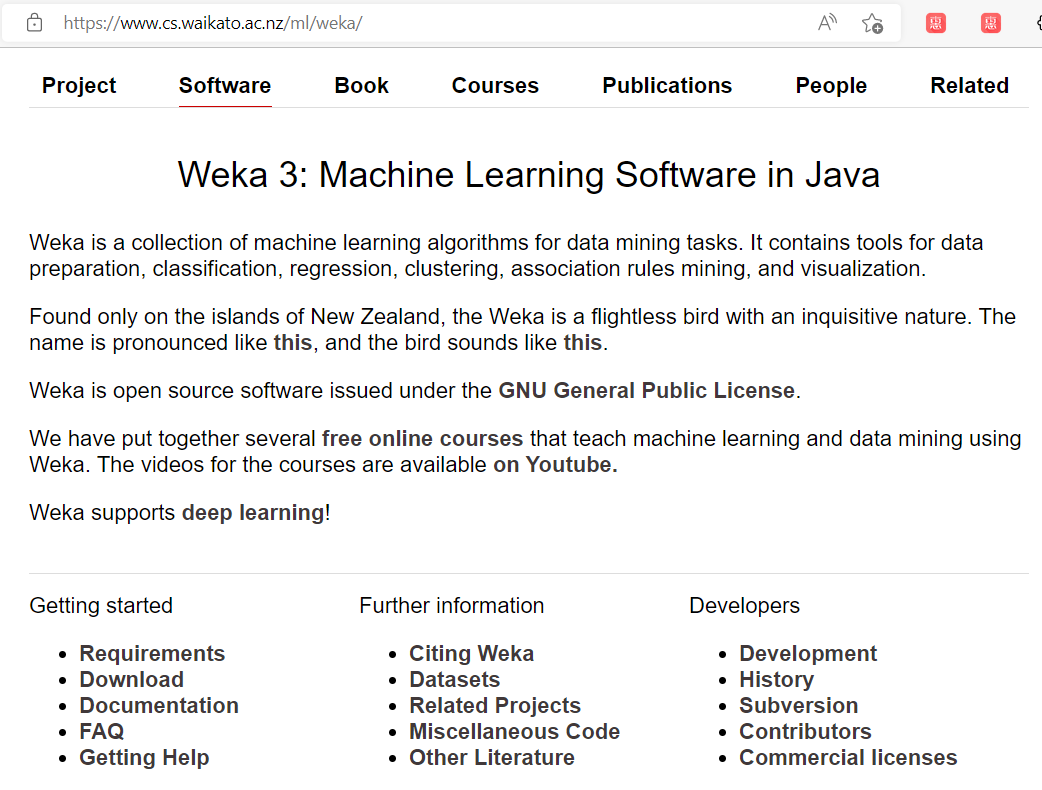 https://www.cs.waikato.ac.nz/ml/weka/
Project Software Book Courses Publications People Related
Weka 3: Machine Learning Software in Java
Weka is a collection of machine learning algorithms for data mining tasks. It contains tools for data
preparation, classification, regression, clustering, association rules mining, and visualization.
Found only on the islands of New Zealand, the Weka is a flightless bird with an inquisitive nature. The
name is pronounced like this, and the bird sounds like this.
Weka is open source software issued under the GNU General Public License.
We have put together several free online courses that teach machine learning and data mining using
Weka. The videos for the courses are available on Youtube.
Weka supports deep learning!
Getting started
Requirements
Download
Documentation
FAQ
Getting Help
Further information
Citing Weka
Datasets
Related Projects
Miscellaneous Code
Other Literature
Developers
Development
History
Subversion
Contributors
Commercial licenses